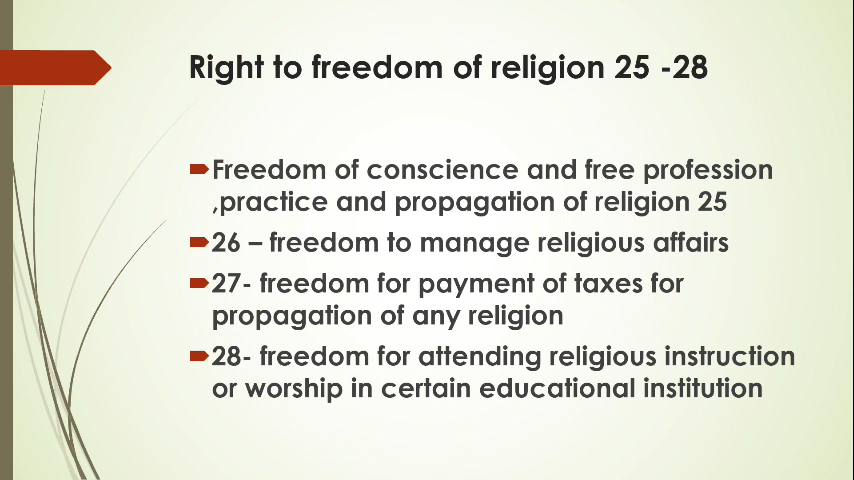 Right to freedom of religion 25 -28
Freedom of conscience and free profession
,practice and propagation of religion 25
26 – freedom to manage religious affairs
27- freedom for payment of taxes for
propagation of any religion
28- freedom for attending religious instruction
or worship in certain educational institution